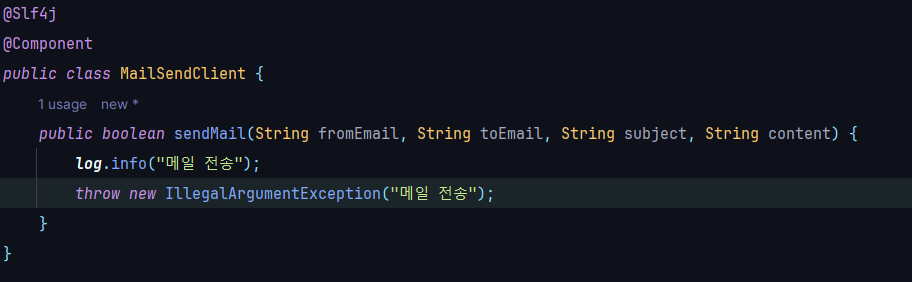 @Slf4j
@Component
public class MailSendClient {
1 usage new *
public boolean sendMail(String fromEmail, String toEmail, String subject, String content) {
log.info("메일 전송");
throw new IllegalArgumentException("메일 전송");
}
}